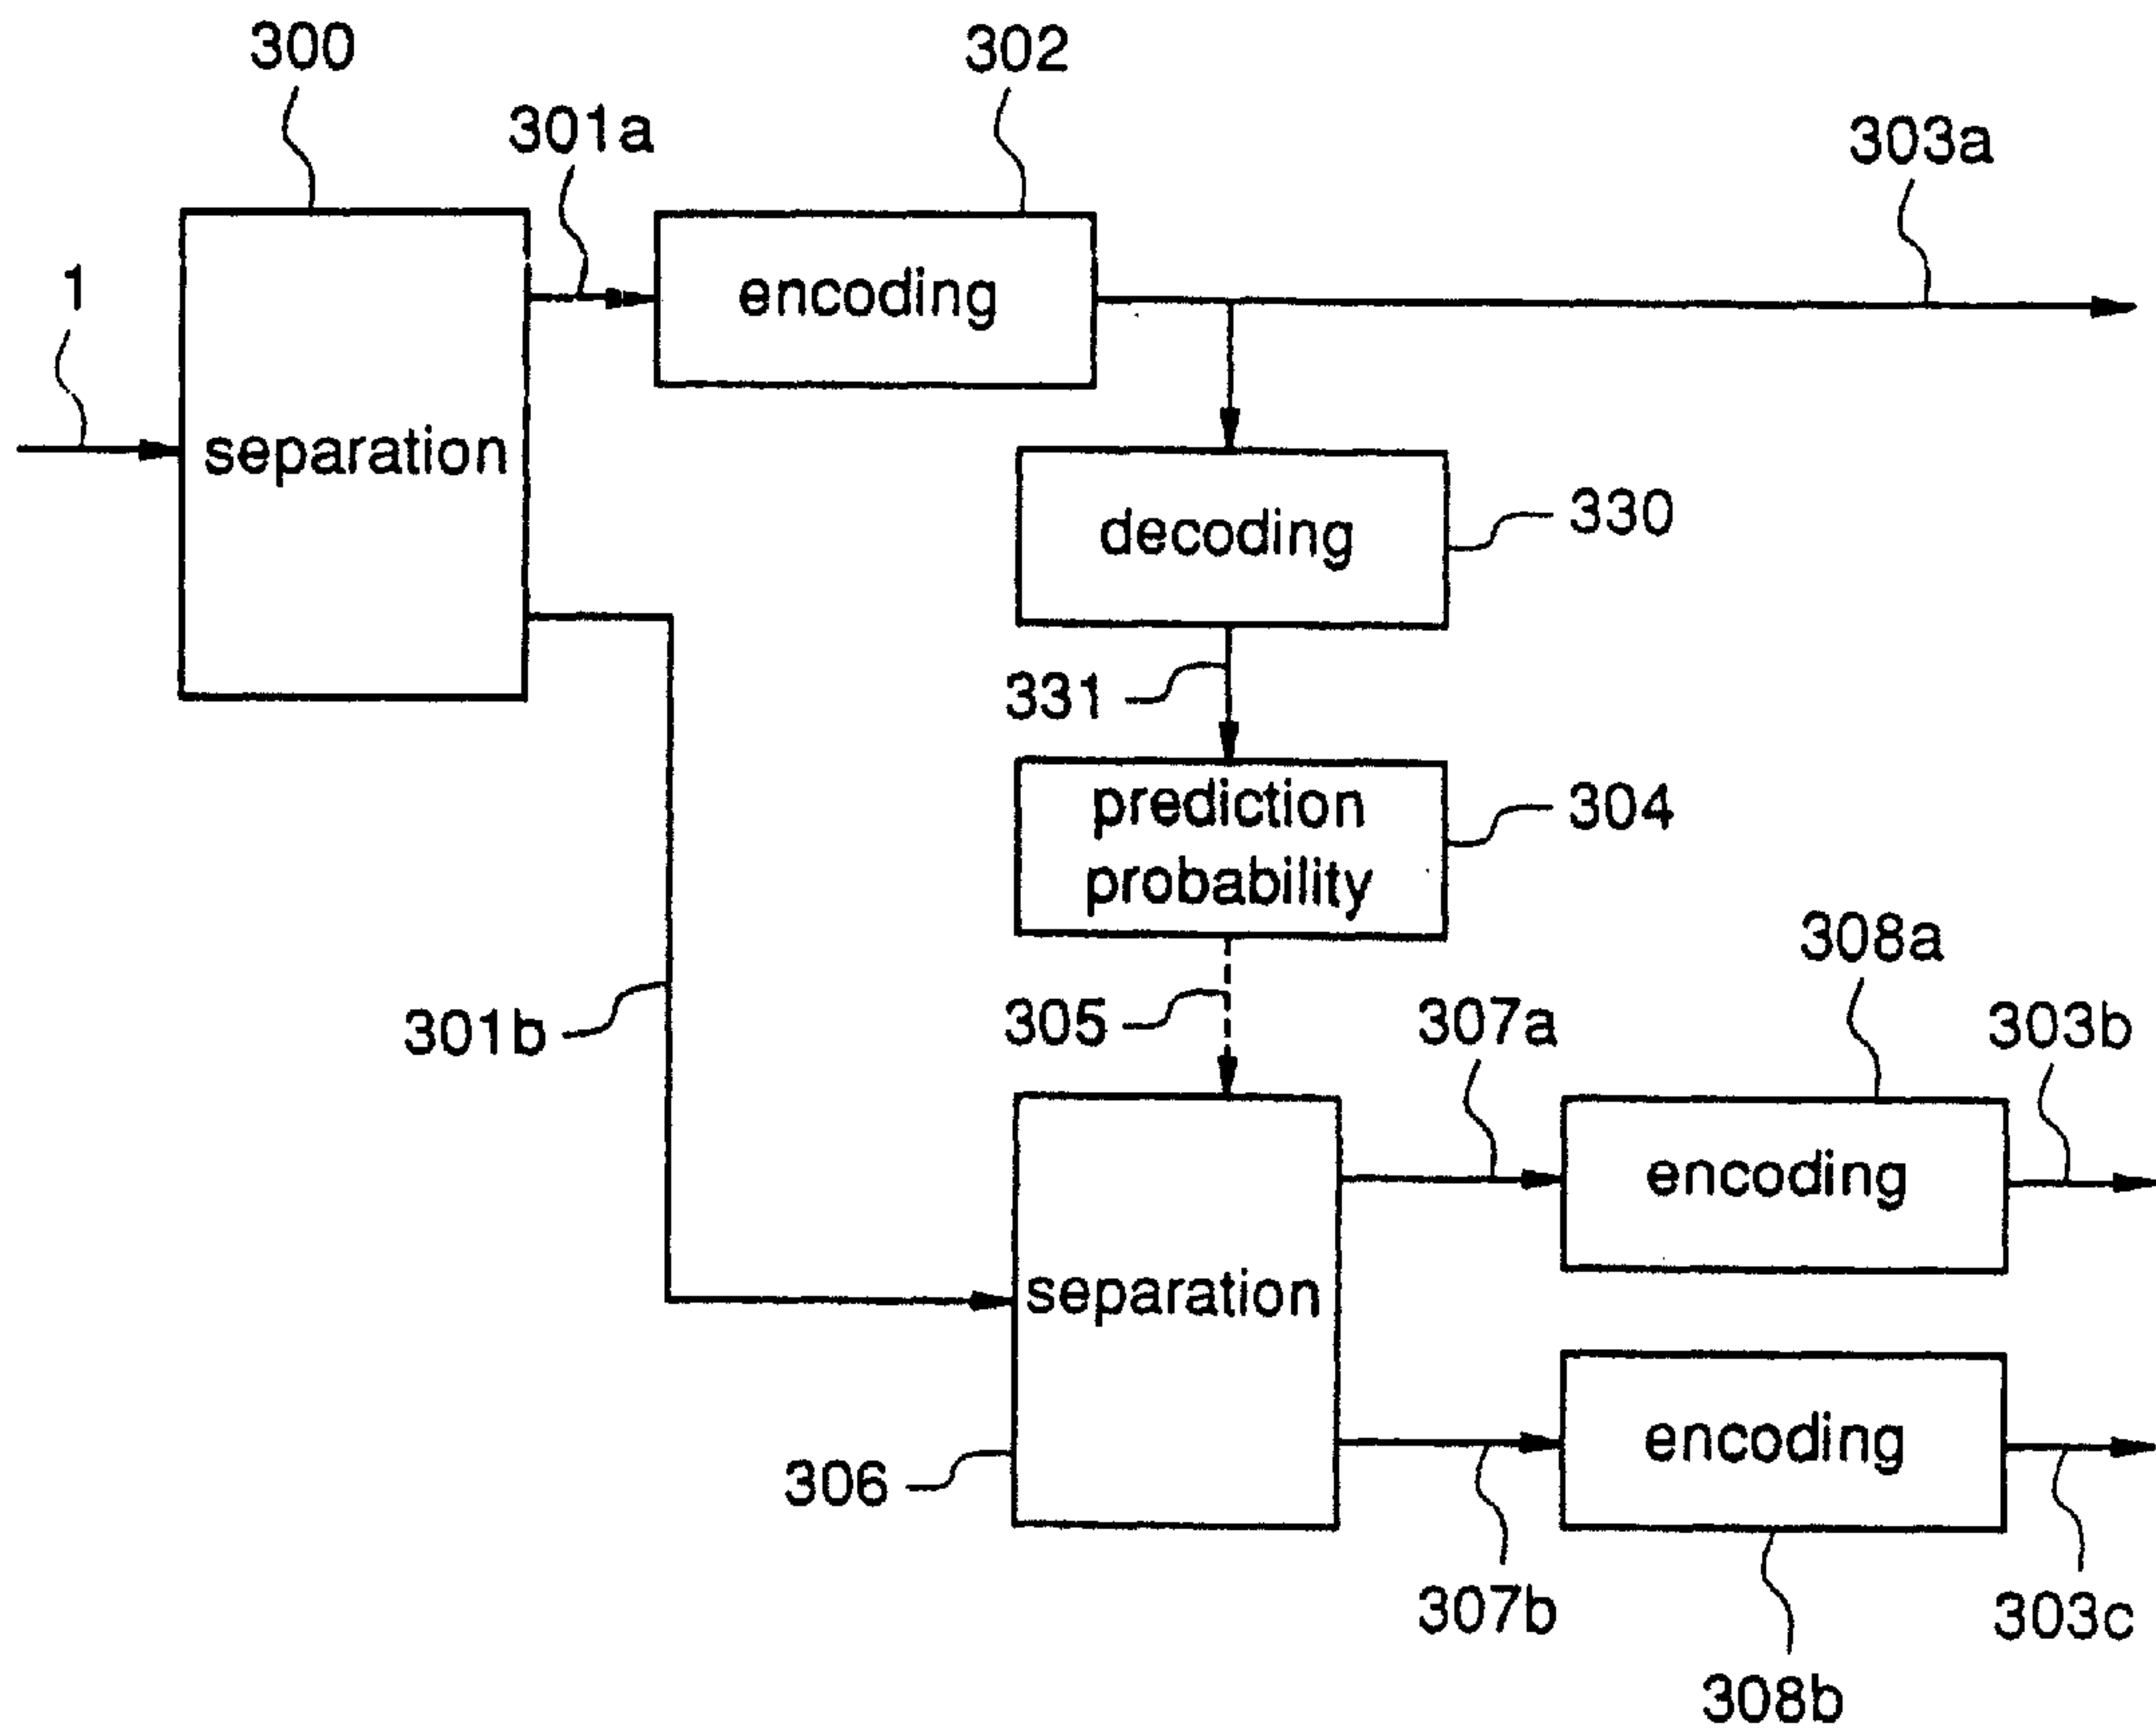 300
302
301a
303a
1
encoding
separation
330
decoding
331
prediction
probability
304
308a
305
307a
303b
301b
encoding
separation
encoding
306
307b
303c
308b